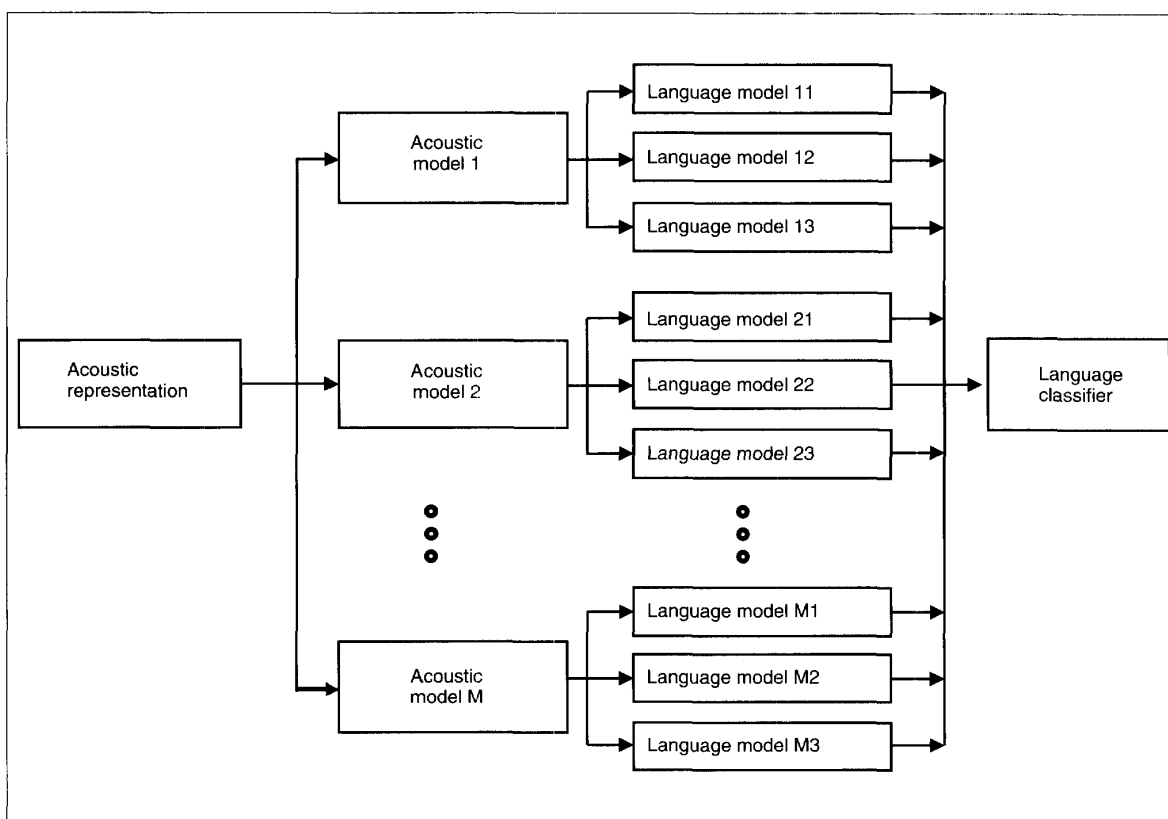 Acoustic
representation
Acoustic
model 1
Language model 11
Language model 12
Language model 13
Acoustic
model 2
Language model 21
Language model 22
Language model 23
Acoustic
model M
Language model M1
Language model M2
Language model M3
Language
classifier